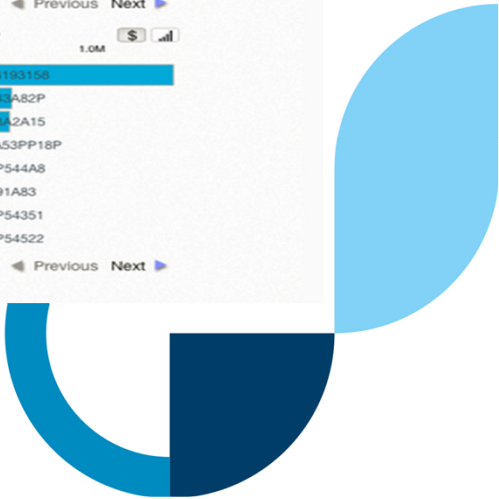 Previous Next
$
1.0M
193158
3A82P
A2A15
A53PP18P
P544A8
91A83
P54351
P54522
Previous Next